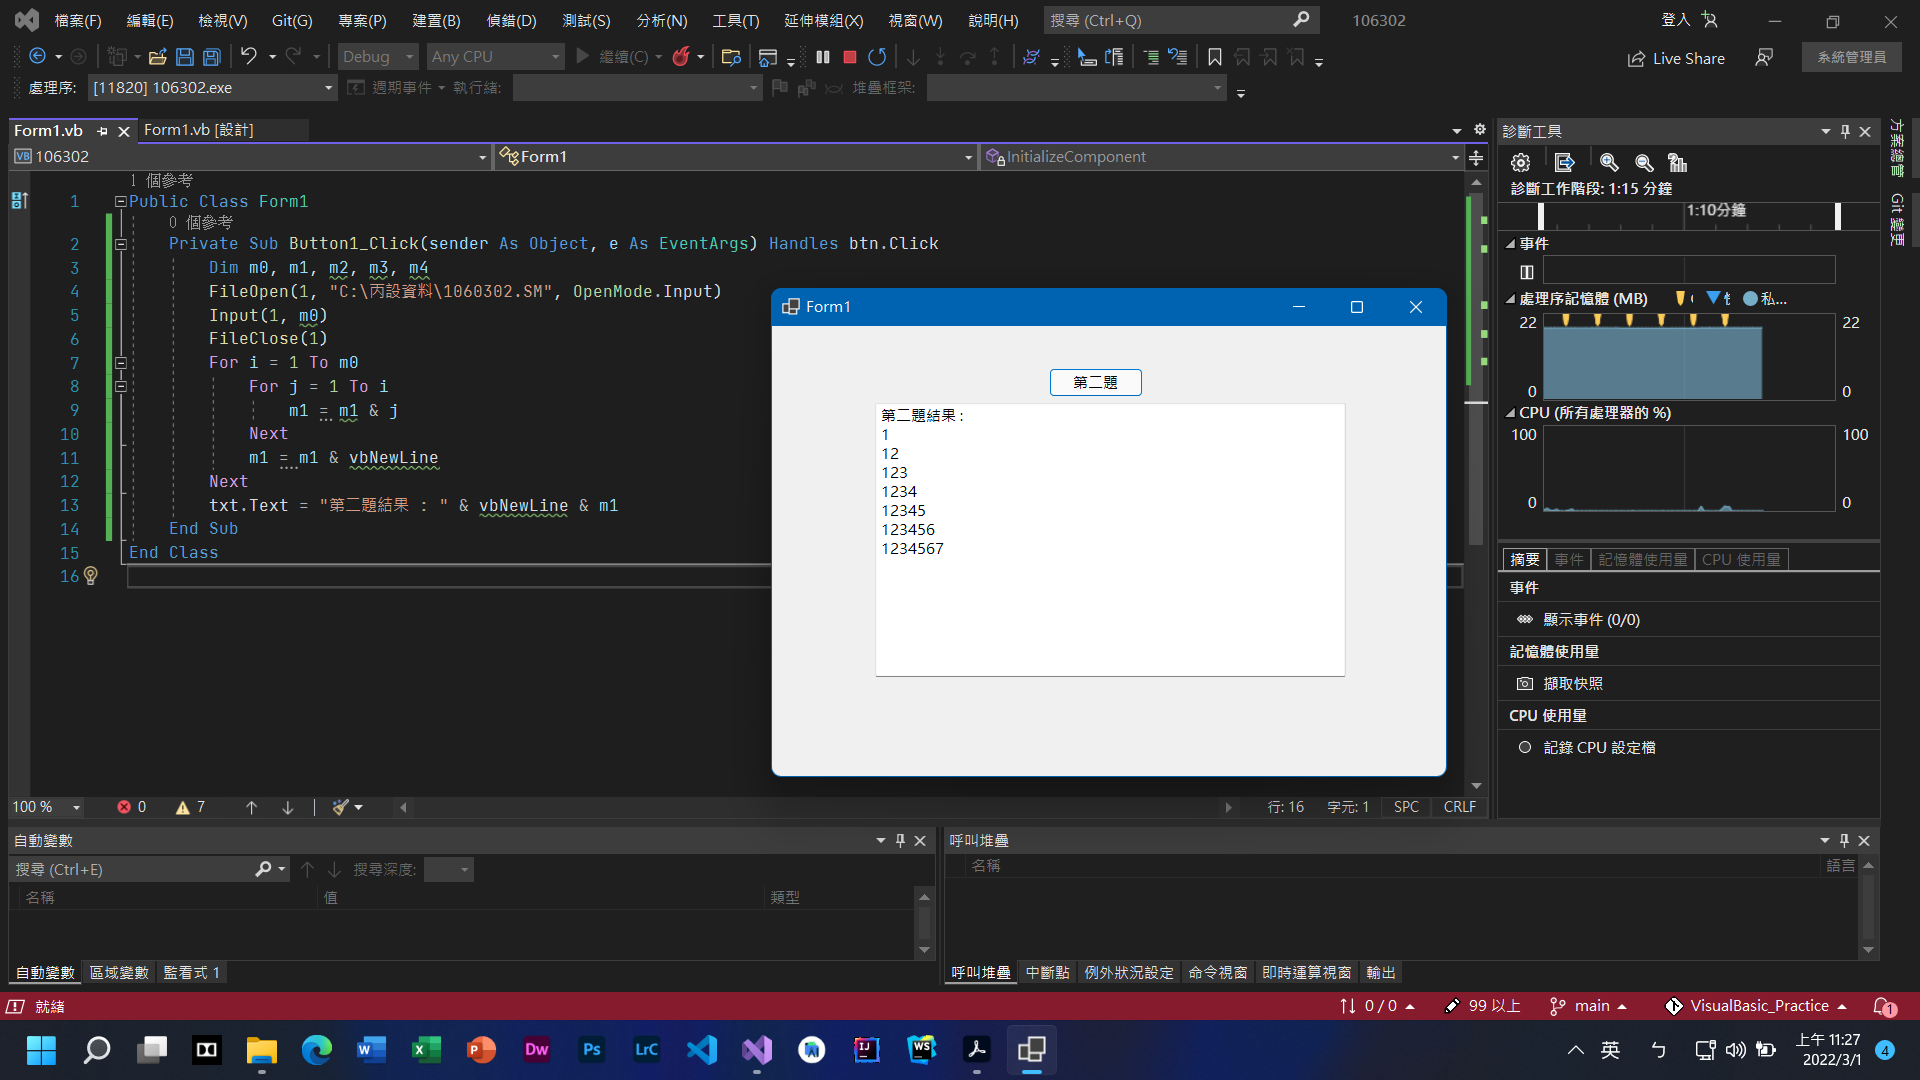 檔案(F) 編輯(E) 檢視(V) Git(G) 專案(P) 建置(B) 偵錯(D) 測試(S) 分析(N) 工具(T) 延伸模組(X) 視窗(W) 說明(H) 搜尋 (Ctrl+Q) 106302 登入
Debug Any CPU 繼續(C) Live Share 系統管理員
處理序: [11820] 106302.exe 週期事件 執行緒: 堆疊框架:
Form1.vb Form1.vb [設計]
106302 Form1 InitializeComponent
1 個參考
1 Public Class Form1
0 個參考
2 Private Sub Button1_Click(sender As Object, e As EventArgs) Handles btn.Click
3 Dim m0, m1, m2, m3, m4
4 FileOpen(1, "C:\丙設資料\1060302.SM", OpenMode.Input)
5 Input(1, m0)
6 FileClose(1)
7 For i = 1 To m0
8 For j = 1 To i
9 m1 = m1 & j
10 Next
11 m1 = m1 & vbNewLine
12 Next
13 txt.Text = "第二題結果 : " & vbNewLine & m1
14 End Sub
15 End Class
16
Form1
第二題
第二題結果 :
1
12
123
1234
12345
123456
1234567
診斷工具
診斷工作階段: 1:15 分鐘
1:10分鐘
事件
處理序記憶體 (MB) 私...
22 22
0 0
CPU (所有處理器的 %)
100 100
0 0
摘要 事件 記憶體使用量 CPU 使用量
事件
顯示事件 (0/0)
記憶體使用量
擷取快照
CPU 使用量
記錄 CPU 設定檔
方案總管
Git 變更
100 % 0 7 行: 16 字元: 1 SPC CRLF
自動變數
搜尋 (Ctrl+E) 搜尋深度:
名稱 值 類型
自動變數 區域變數 監看式 1
呼叫堆疊
名稱 語言
呼叫堆疊 中斷點 例外狀況設定 命令視窗 即時運算視窗 輸出
就緒 0 / 0 99 以上 main VisualBasic_Practice 1
W X P Dw Ps LrC IJ WS 英 ㄅ 上午 11:27
2022/3/1 4